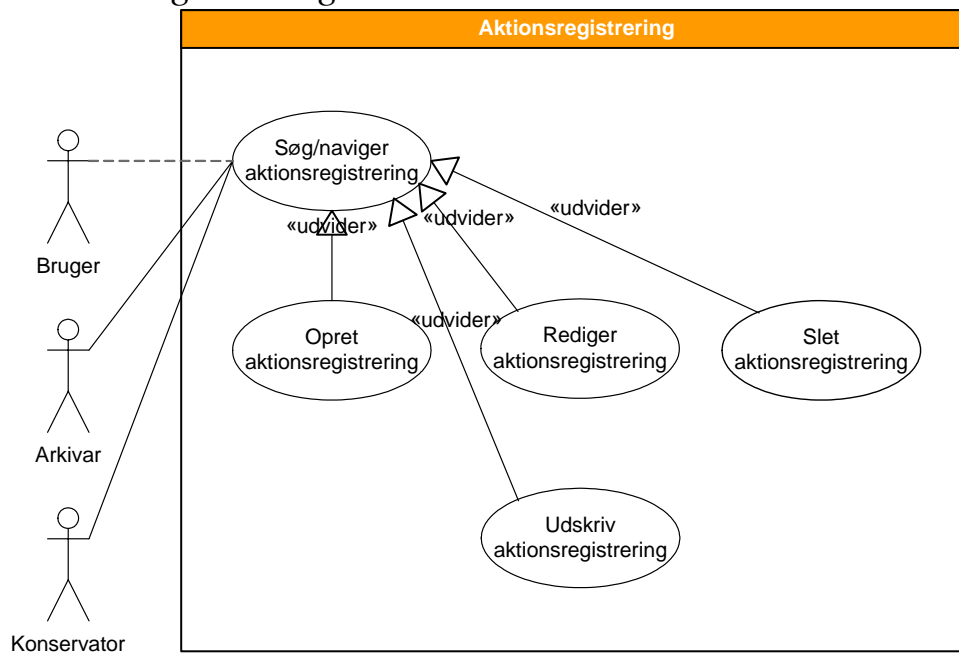 Aktionsregistrering
Søg/naviger
aktionsregistrering
«udvider»
«udvider»
«udvider»
Bruger
«udvider»
Opret
aktionsregistrering
Rediger
aktionsregistrering
Slet
aktionsregistrering
Arkivar
Udskriv
aktionsregistrering
Konservator